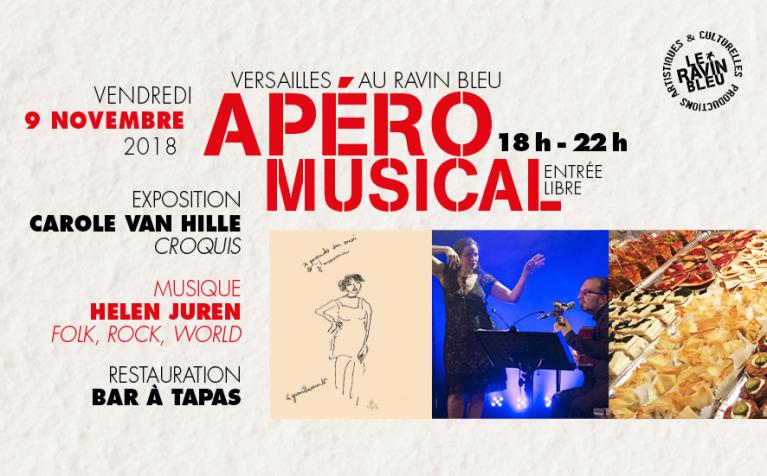 VENDREDI
9 NOVEMBRE
2018
VERSAILLES - AU RAVIN BLEU
APÉRO
18 h - 22 h
MUSICAL
ENTRÉE
LIBRE
EXPOSITION
CAROLE VAN HILLE
CROQUIS
MUSIQUE
HELEN JUREN
FOLK, ROCK, WORLD
RESTAURATION
BAR À TAPAS
LE
RAVIN
BLEU
PRODUCTIONS ARTISTIQUES & CULTURELLES